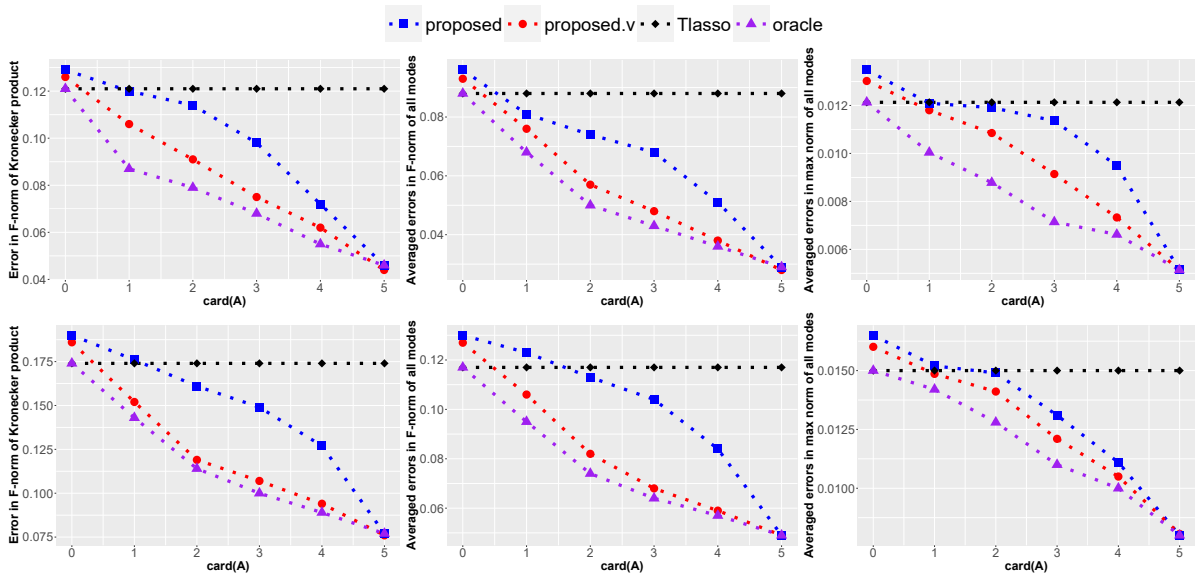 proposed proposed.v Tlasso oracle
Error in F-norm of Kronecker product
0.12
0.10
0.08
0.06
0.04
0 1 2 3 4 5
card(A)
Averaged errors in F-norm of all modes
0.08
0.06
0.04
0 1 2 3 4 5
card(A)
Averaged errors in max norm of all modes
0.012
0.010
0.008
0.006
0 1 2 3 4 5
card(A)
Error in F-norm of Kronecker product
0.175
0.150
0.125
0.100
0.075
0 1 2 3 4 5
card(A)
Averaged errors in F-norm of all modes
0.12
0.10
0.08
0.06
0 1 2 3 4 5
card(A)
Averaged errors in max norm of all modes
0.0150
0.0125
0.0100
0 1 2 3 4 5
card(A)